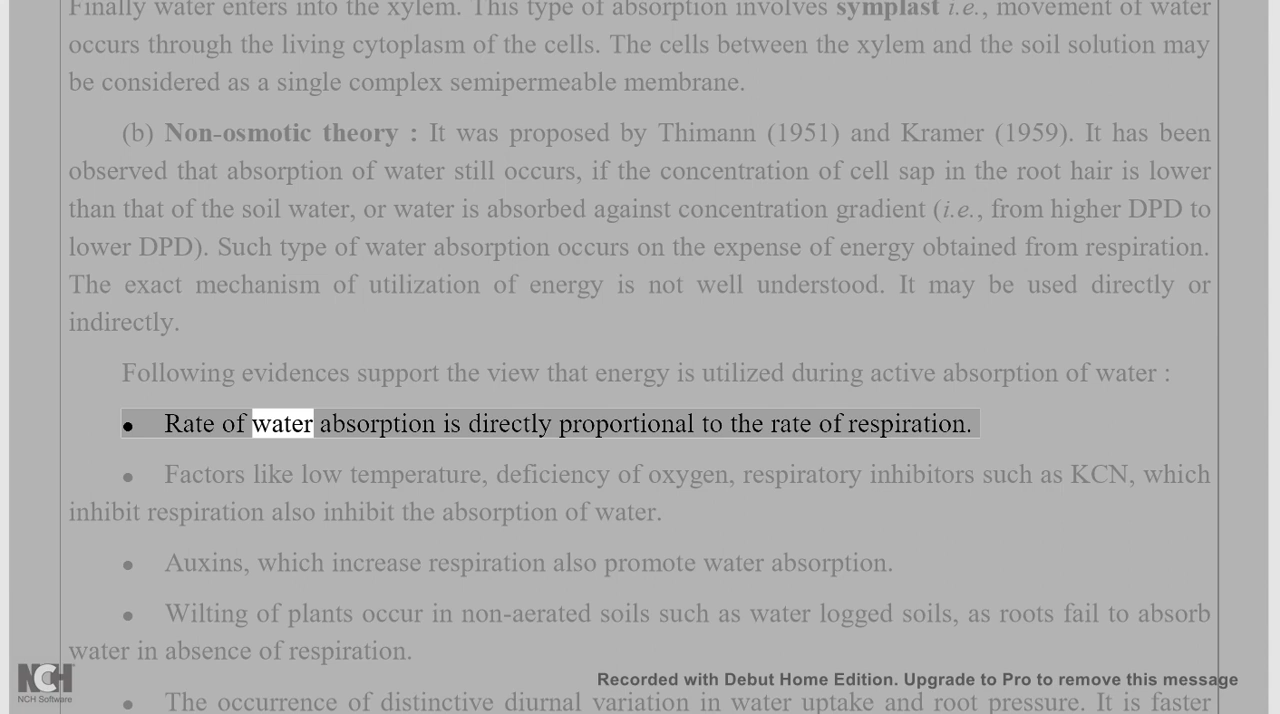 Finally water enters into the xylem. This type of absorption involves symplast i.e., movement of water
occurs through the living cytoplasm of the cells. The cells between the xylem and the soil solution may
be considered as a single complex semipermeable membrane.
(b) Non-osmotic theory : It was proposed by Thimann (1951) and Kramer (1959). It has been
observed that absorption of water still occurs, if the concentration of cell sap in the root hair is lower
than that of the soil water, or water is absorbed against concentration gradient (i.e., from higher DPD to
lower DPD). Such type of water absorption occurs on the expense of energy obtained from respiration.
The exact mechanism of utilization of energy is not well understood. It may be used directly or
indirectly.
Following evidences support the view that energy is utilized during active absorption of water :
• Rate of water absorption is directly proportional to the rate of respiration.
• Factors like low temperature, deficiency of oxygen, respiratory inhibitors such as KCN, which
inhibit respiration also inhibit the absorption of water.
• Auxins, which increase respiration also promote water absorption.
• Wilting of plants occur in non-aerated soils such as water logged soils, as roots fail to absorb
water in absence of respiration.
NCH
NCH Software
Recorded with Debut Home Edition. Upgrade to Pro to remove this message
• The occurrence of distinctive diurnal variation in water uptake and root pressure. It is faster